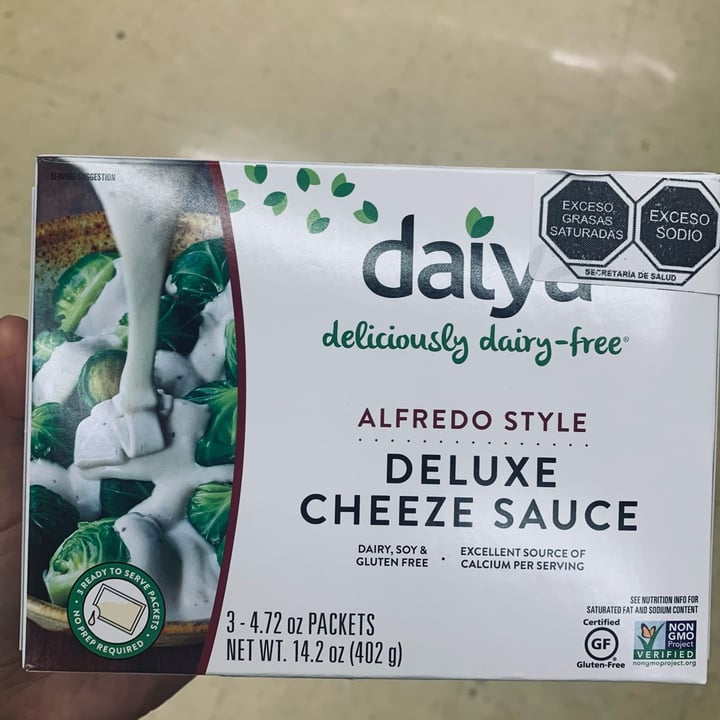 SERVING SUGGESTION
EXCESO
GRASAS
SATURADAS
EXCESO
SODIO
SECRETARÍA DE SALUD
daiya
deliciously dairy-free®
ALFREDO STYLE
DELUXE
CHEEZE SAUCE
DAIRY, SOY &
GLUTEN FREE
•
EXCELLENT SOURCE OF
CALCIUM PER SERVING
3 READY TO SERVE PACKETS
• NO PREP REQUIRED •
3 - 4.72 oz PACKETS
NET WT. 14.2 oz (402 g)
SEE NUTRITION INFO FOR
SATURATED FAT AND SODIUM CONTENT
Certified
GF
Gluten-Free
NON
GMO
Project
VERIFIED
nongmoproject.org